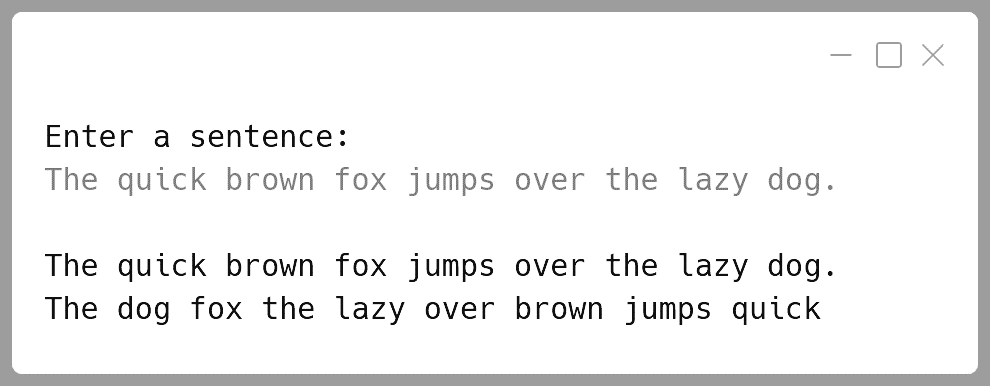 Enter a sentence:
The quick brown fox jumps over the lazy dog.
The quick brown fox jumps over the lazy dog.
The dog fox the lazy over brown jumps quick